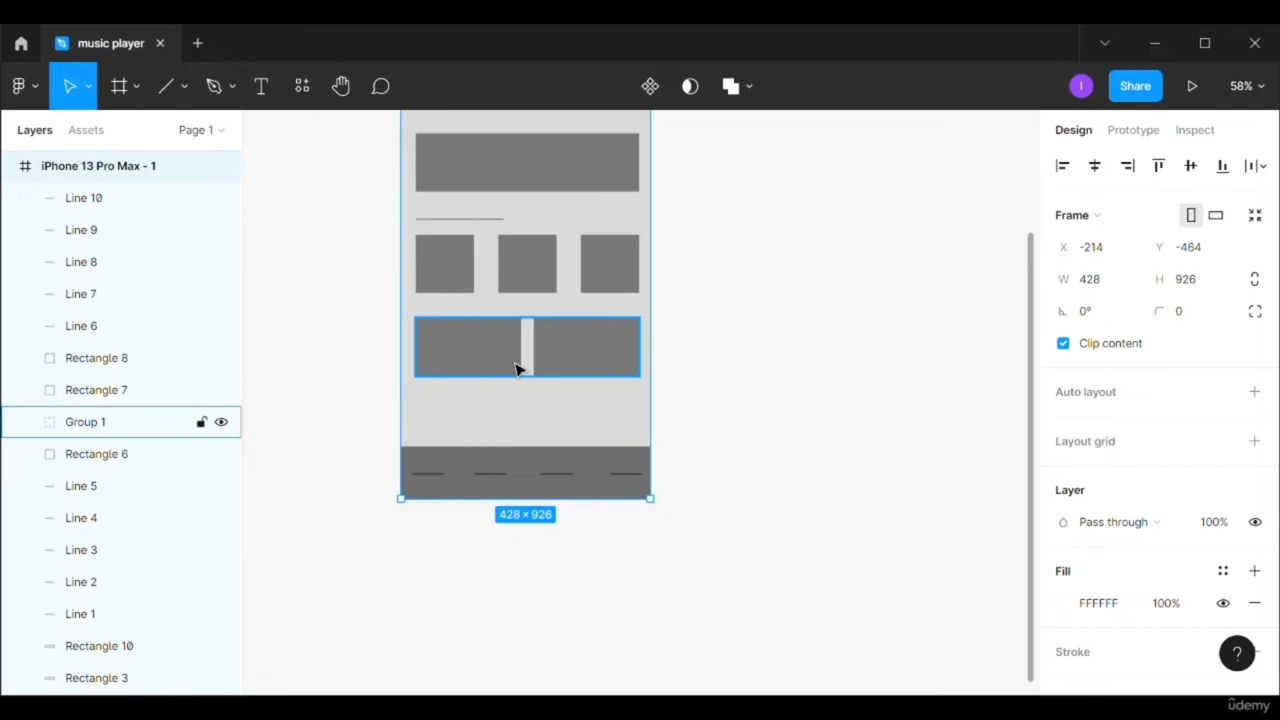 music player
Share
58%
Layers
Assets
Page 1
Design
Prototype
Inspect
iPhone 13 Pro Max - 1
Line 10
Line 9
Line 8
Line 7
Line 6
Rectangle 8
Rectangle 7
Group 1
Rectangle 6
Line 5
Line 4
Line 3
Line 2
Line 1
Rectangle 10
Rectangle 3
428 × 926
Frame
X -214
Y -464
W 428
H 926
0°
0
Clip content
Auto layout
Layout grid
Layer
Pass through
100%
Fill
FFFFFF
100%
Stroke
?
I
ûdemy